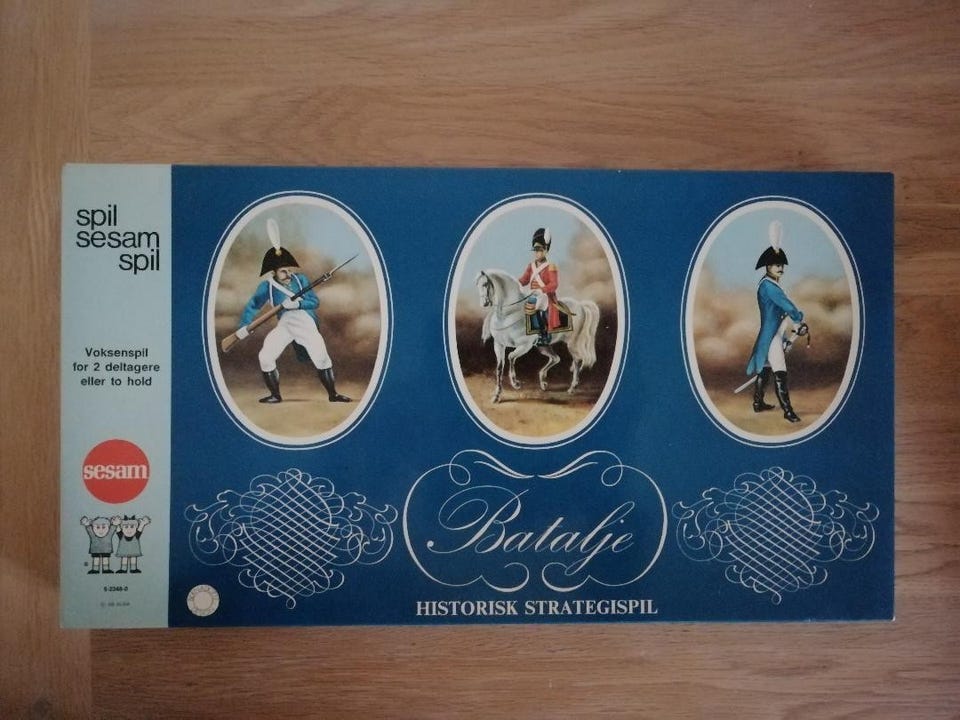 spil
sesam
spil
Voksenspil
for 2 deltagere
eller to hold
sesam
Batalje
HISTORISK STRATEGISPIL